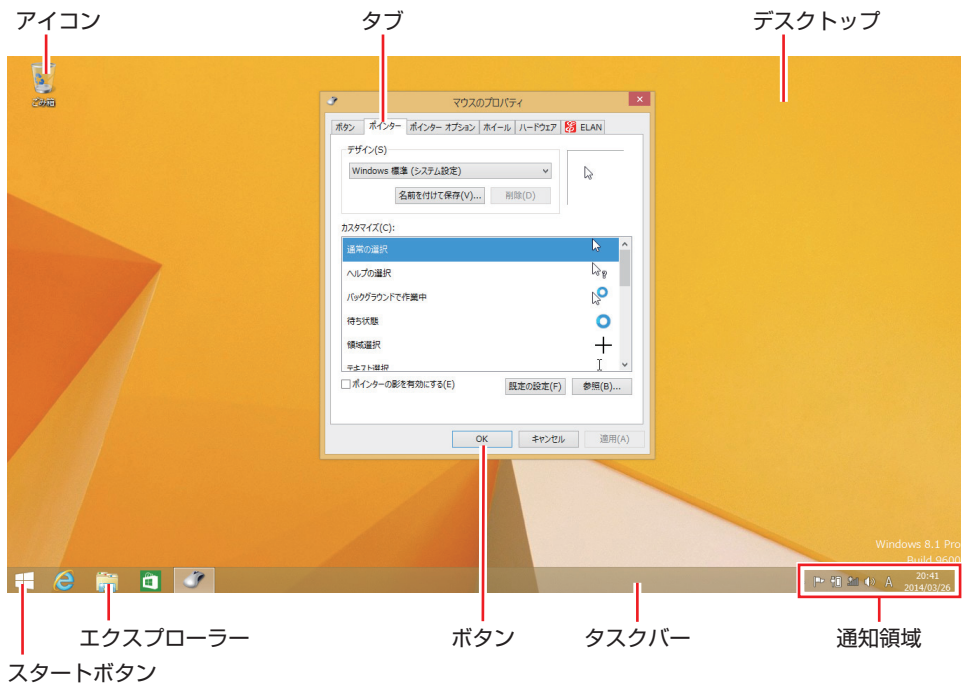 アイコン
タブ
デスクトップ
ごみ箱
マウスのプロパティ
ボタン
ポインター
ポインター オプション
ホイール
ハードウェア
ELAN
デザイン(S)
Windows 標準 (システム設定)
名前を付けて保存(V)...
削除(D)
カスタマイズ(C):
通常の選択
ヘルプの選択
バックグラウンドで作業中
待ち状態
領域選択
テキスト選択
ポインターの影を有効にする(E)
既定の設定(F)
参照(B)...
OK
キャンセル
適用(A)
Windows 8.1 Pro
Build 9600
A
20:41
2014/03/26
エクスプローラー
ボタン
タスクバー
通知領域
スタートボタン